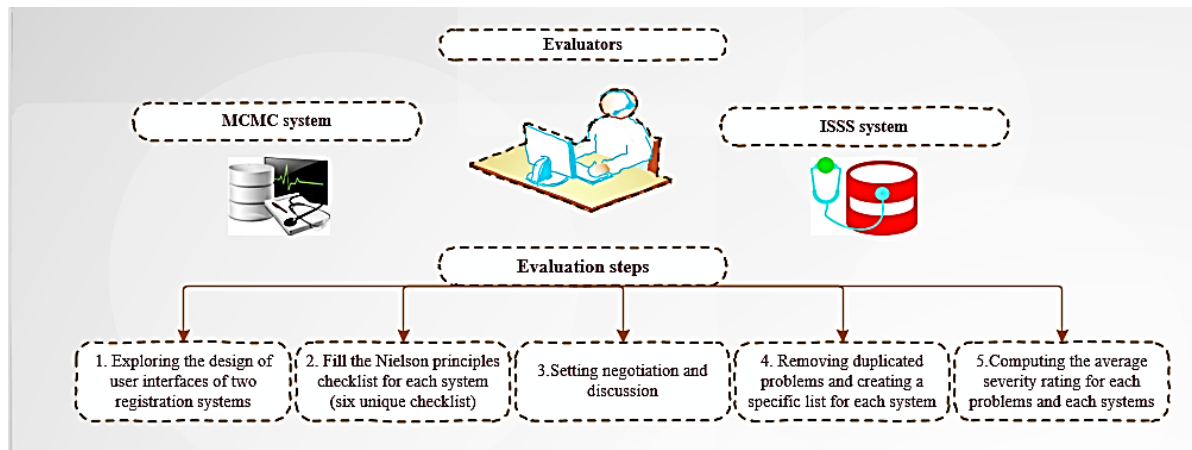 Evaluators
MCMC system
ISSS system
Evaluation steps
1. Exploring the design of
user interfaces of two
registration systems
2. Fill the Nielson principles
checklist for each system
(six unique checklist)
3.Setting negotiation and
discussion
4. Removing duplicated
problems and creating a
specific list for each system
5.Computing the average
severity rating for each
problems and each systems